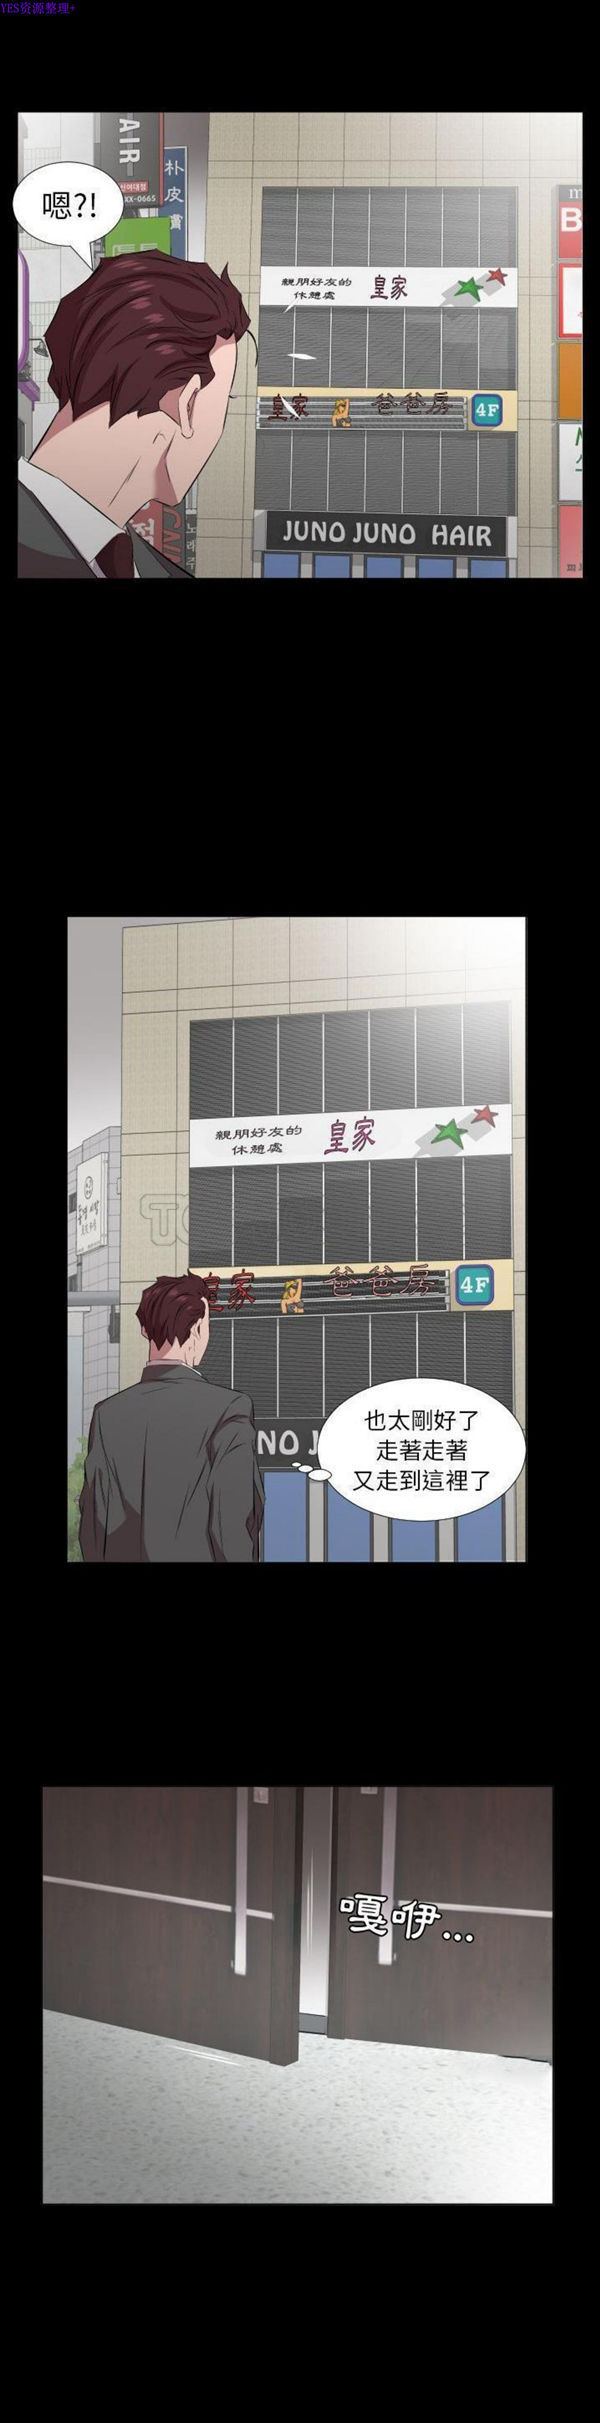 YES资源整理+
AIR
XX-0665
朴
皮
膚
嗯?!
親朋好友的
休憩處
皇家
皇家
爸爸房
4F
JUNO JUNO HAIR
B
親朋好友的
休憩處
皇家
皇家
爸爸房
4F
NO J
也太剛好了
走著走著
又走到這裡了
嘎咿...